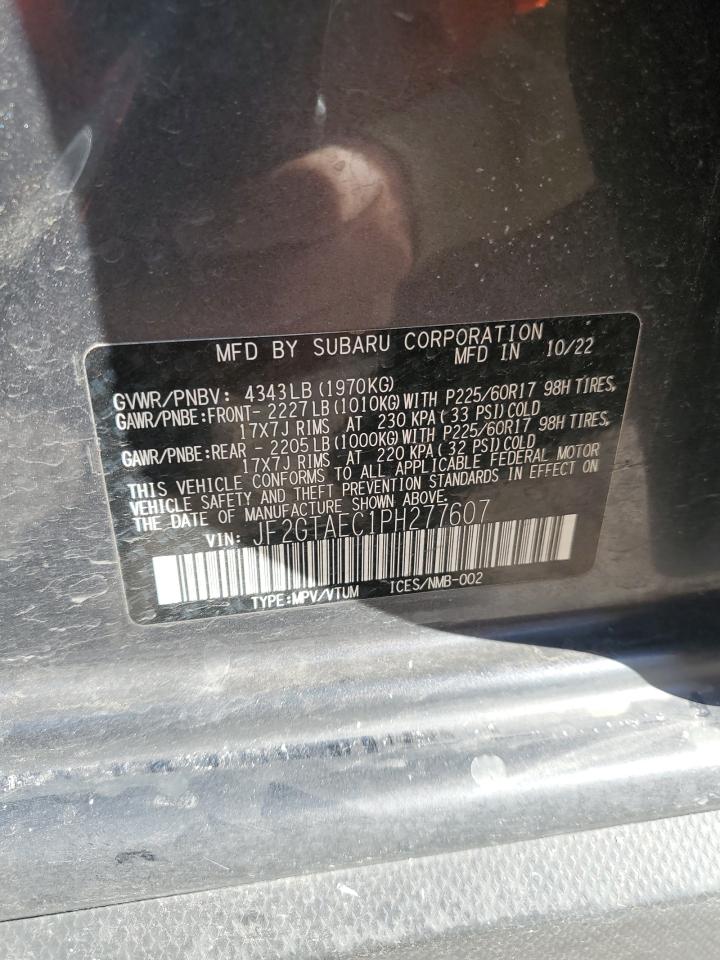 MFD BY SUBARU CORPORATION
MFD IN 10/22
GVWR/PNBV: 4343LB(1970KG)
GAWR/PNBE:FRONT- 2227LB(1010KG)WITH P225/60R17 98H TIRES,
17X7J RIMS AT 230 KPA(33 PSI)COLD
GAWR/PNBE:REAR - 2205LB(1000KG)WITH P225/60R17 98H TIRES,
17X7J RIMS AT 220 KPA(32 PSI)COLD
THIS VEHICLE CONFORMS TO ALL APPLICABLE FEDERAL MOTOR
VEHICLE SAFETY AND THEFT PREVENTION STANDARDS IN EFFECT ON
THE DATE OF MANUFACTURE SHOWN ABOVE.
VIN: JF2GTAEC1PH277607
TYPE:MPV/VTUM ICES/NMB-002